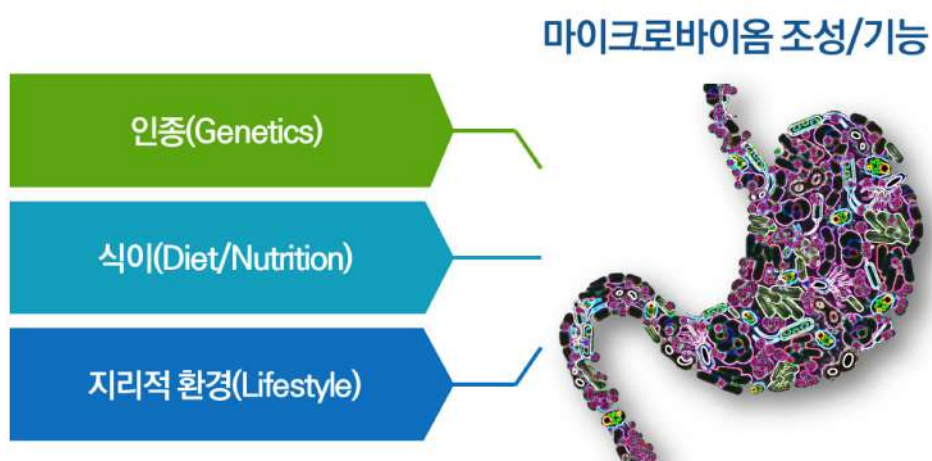 마이크로바이옴 조성/기능
인종(Genetics)
식이(Diet/Nutrition)
지리적 환경(Lifestyle)